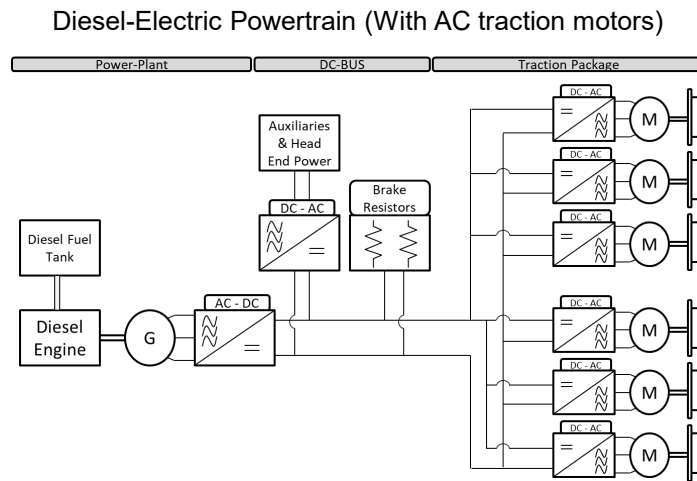 Diesel-Electric Powertrain (With AC traction motors)
Power-Plant
DC-BUS
Traction Package
Auxiliaries
& Head
End Power
DC - AC
Brake
Resistors
Diesel Fuel
Tank
Diesel
Engine
G
AC - DC
DC - AC
M
DC - AC
M
DC - AC
M
DC - AC
M
DC - AC
M
DC - AC
M